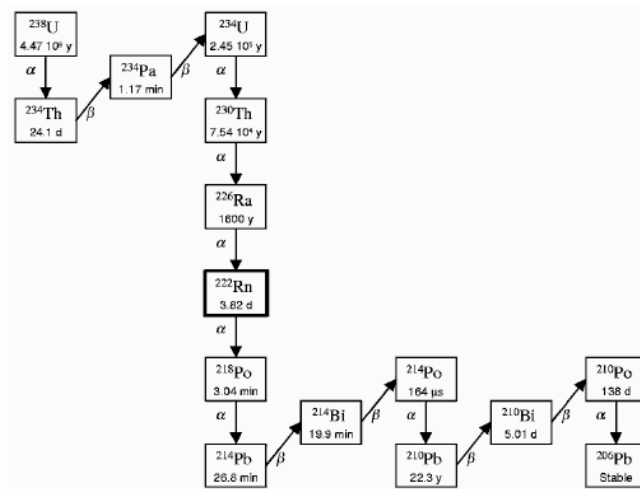 ²³⁸U
4.47 10⁹ y
α
²³⁴Th
24.1 d
β
²³⁴Pa
1.17 min
β
²³⁴U
2.45 10⁵ y
α
²³⁰Th
7.54 10⁴ y
α
²²⁶Ra
1600 y
α
²²²Rn
3.82 d
α
²¹⁸Po
3.04 min
α
²¹⁴Pb
26.8 min
β
²¹⁴Bi
19.9 min
β
²¹⁴Po
164 µs
α
²¹⁰Pb
22.3 y
β
²¹⁰Bi
5.01 d
β
²¹⁰Po
138 d
α
²⁰⁶Pb
Stable